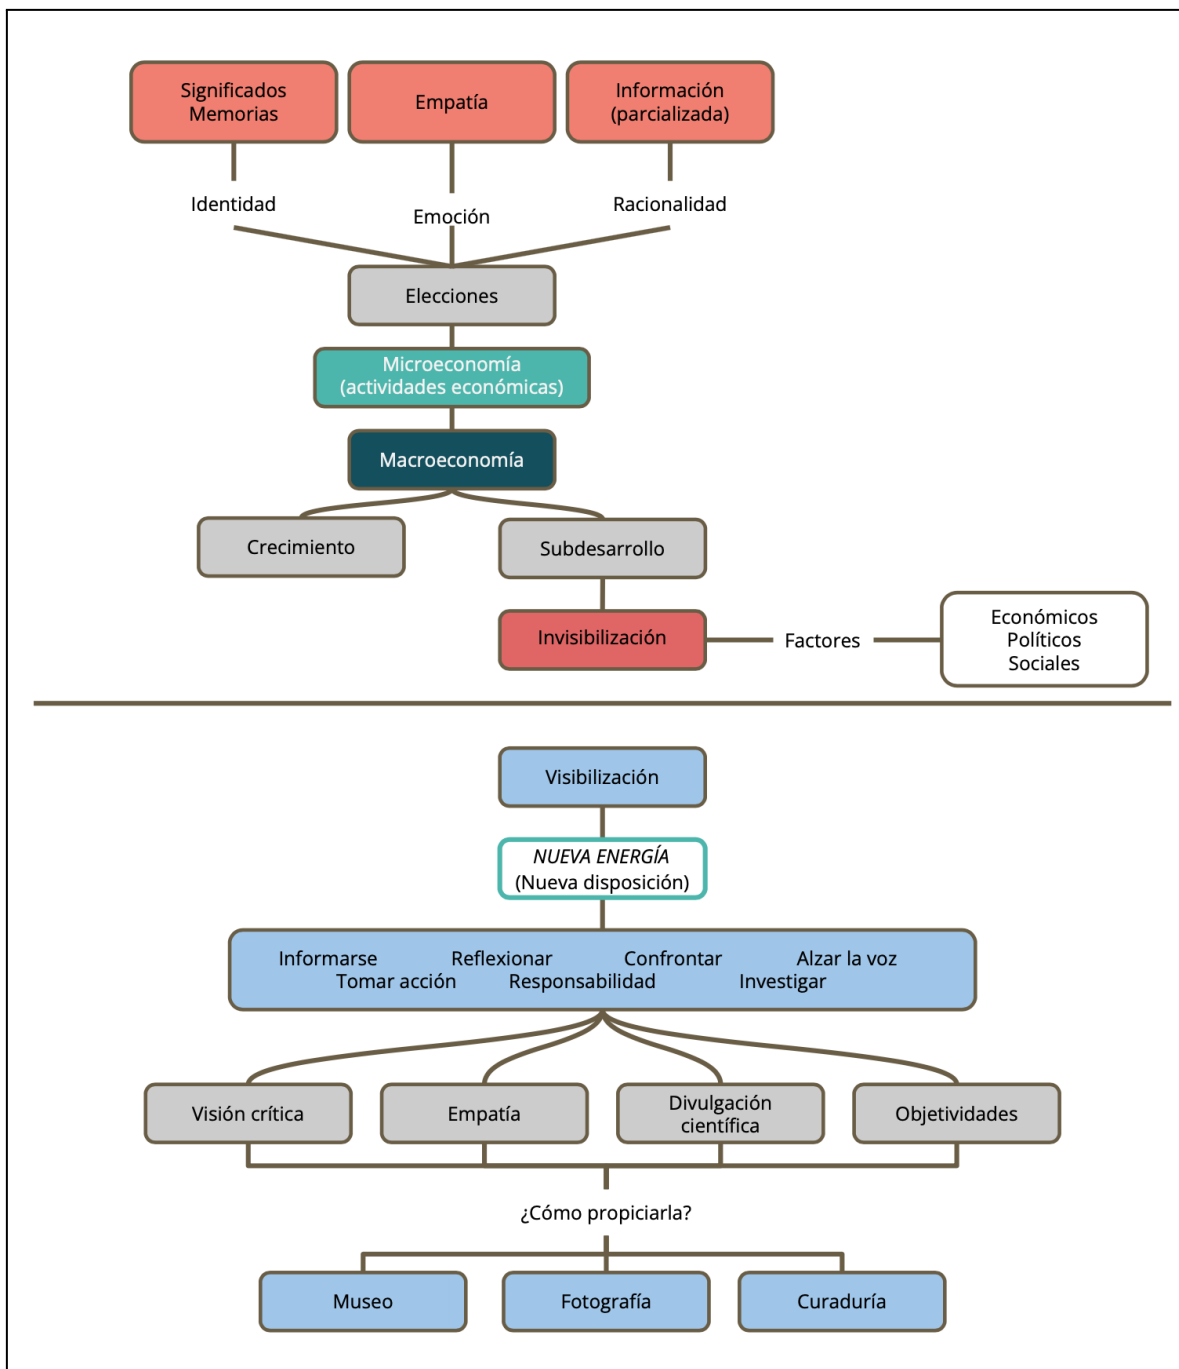 Significados
Memorias
Empatía
Información
(parcializada)
Identidad
Emoción
Racionalidad
Elecciones
Microeconomía
(actividades económicas)
Macroeconomía
Crecimiento
Subdesarrollo
Invisibilización
Factores
Económicos
Políticos
Sociales
Visibilización
NUEVA ENERGÍA
(Nueva disposición)
Informarse Reflexionar Confrontar Alzar la voz
Tomar acción Responsabilidad Investigar
Visión crítica
Empatía
Divulgación
científica
Objetividades
¿Cómo propiciarla?
Museo
Fotografía
Curaduría